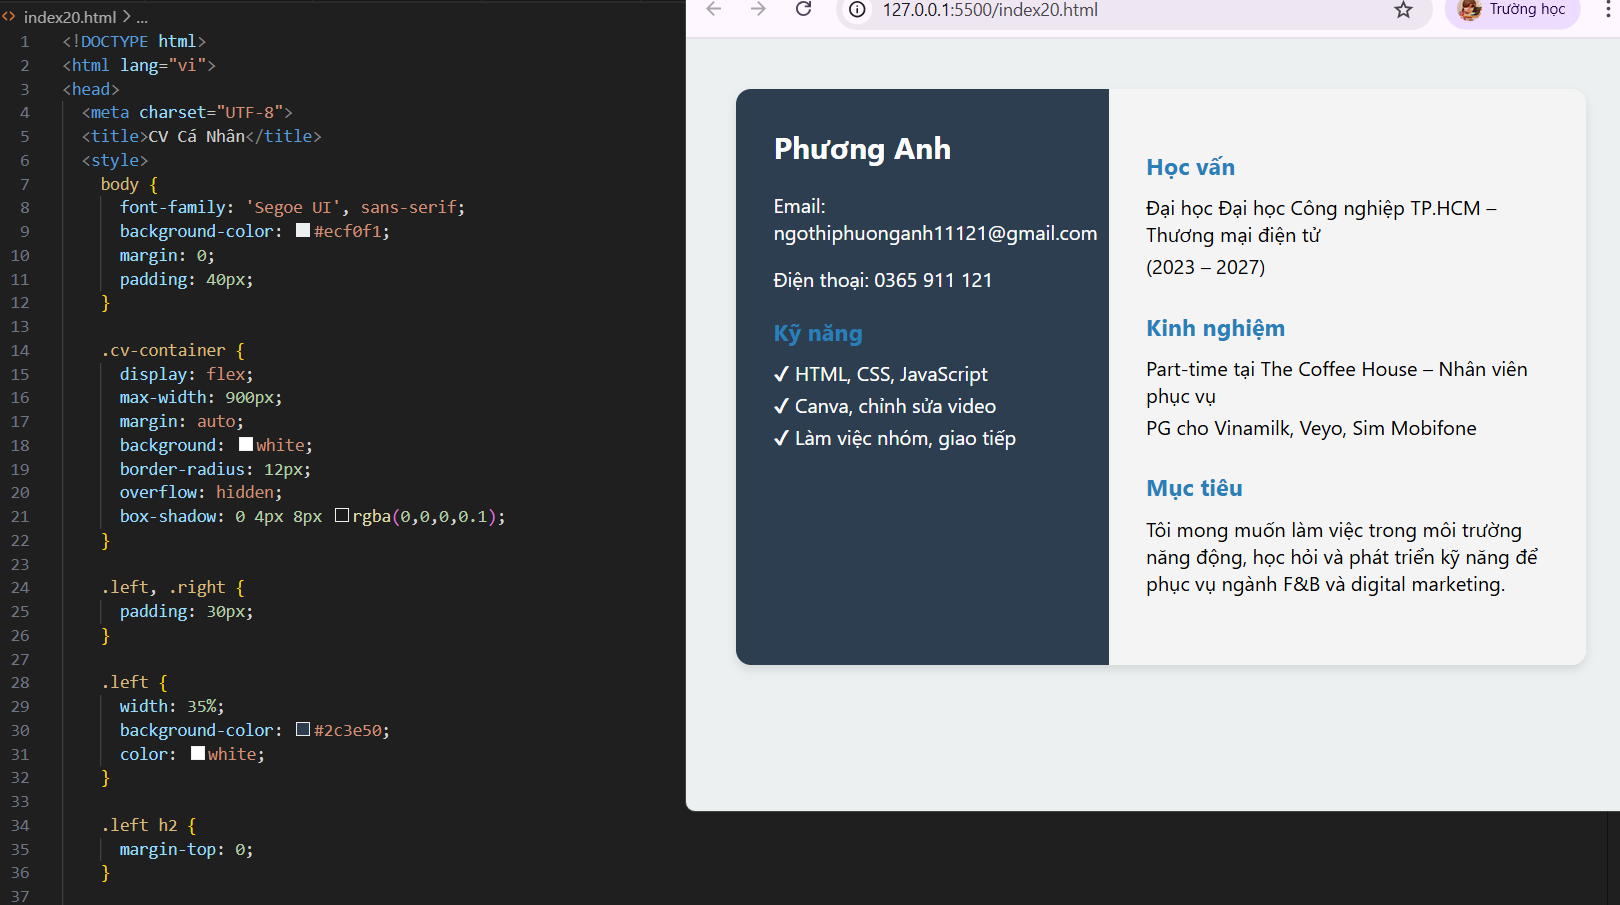 index20.html > ...
1 <!DOCTYPE html>
2 <html lang="vi">
3 <head>
4 <meta charset="UTF-8">
5 <title>CV Cá Nhân</title>
6 <style>
7 body {
8 font-family: 'Segoe UI', sans-serif;
9 background-color: #ecf0f1;
10 margin: 0;
11 padding: 40px;
12 }
13
14 .cv-container {
15 display: flex;
16 max-width: 900px;
17 margin: auto;
18 background: white;
19 border-radius: 12px;
20 overflow: hidden;
21 box-shadow: 0 4px 8px rgba(0,0,0,0.1);
22 }
23
24 .left, .right {
25 padding: 30px;
26 }
27
28 .left {
29 width: 35%;
30 background-color: #2c3e50;
31 color: white;
32 }
33
34 .left h2 {
35 margin-top: 0;
36 }
37
127.0.0.1:5500/index20.html
Trường học
Phương Anh
Email:
ngothiphuonganh11121@gmail.com
Điện thoại: 0365 911 121
Kỹ năng
✔ HTML, CSS, JavaScript
✔ Canva, chỉnh sửa video
✔ Làm việc nhóm, giao tiếp
Học vấn
Đại học Đại học Công nghiệp TP.HCM –
Thương mại điện tử
(2023 – 2027)
Kinh nghiệm
Part-time tại The Coffee House – Nhân viên
phục vụ
PG cho Vinamilk, Veyo, Sim Mobifone
Mục tiêu
Tôi mong muốn làm việc trong môi trường
năng động, học hỏi và phát triển kỹ năng để
phục vụ ngành F&B và digital marketing.